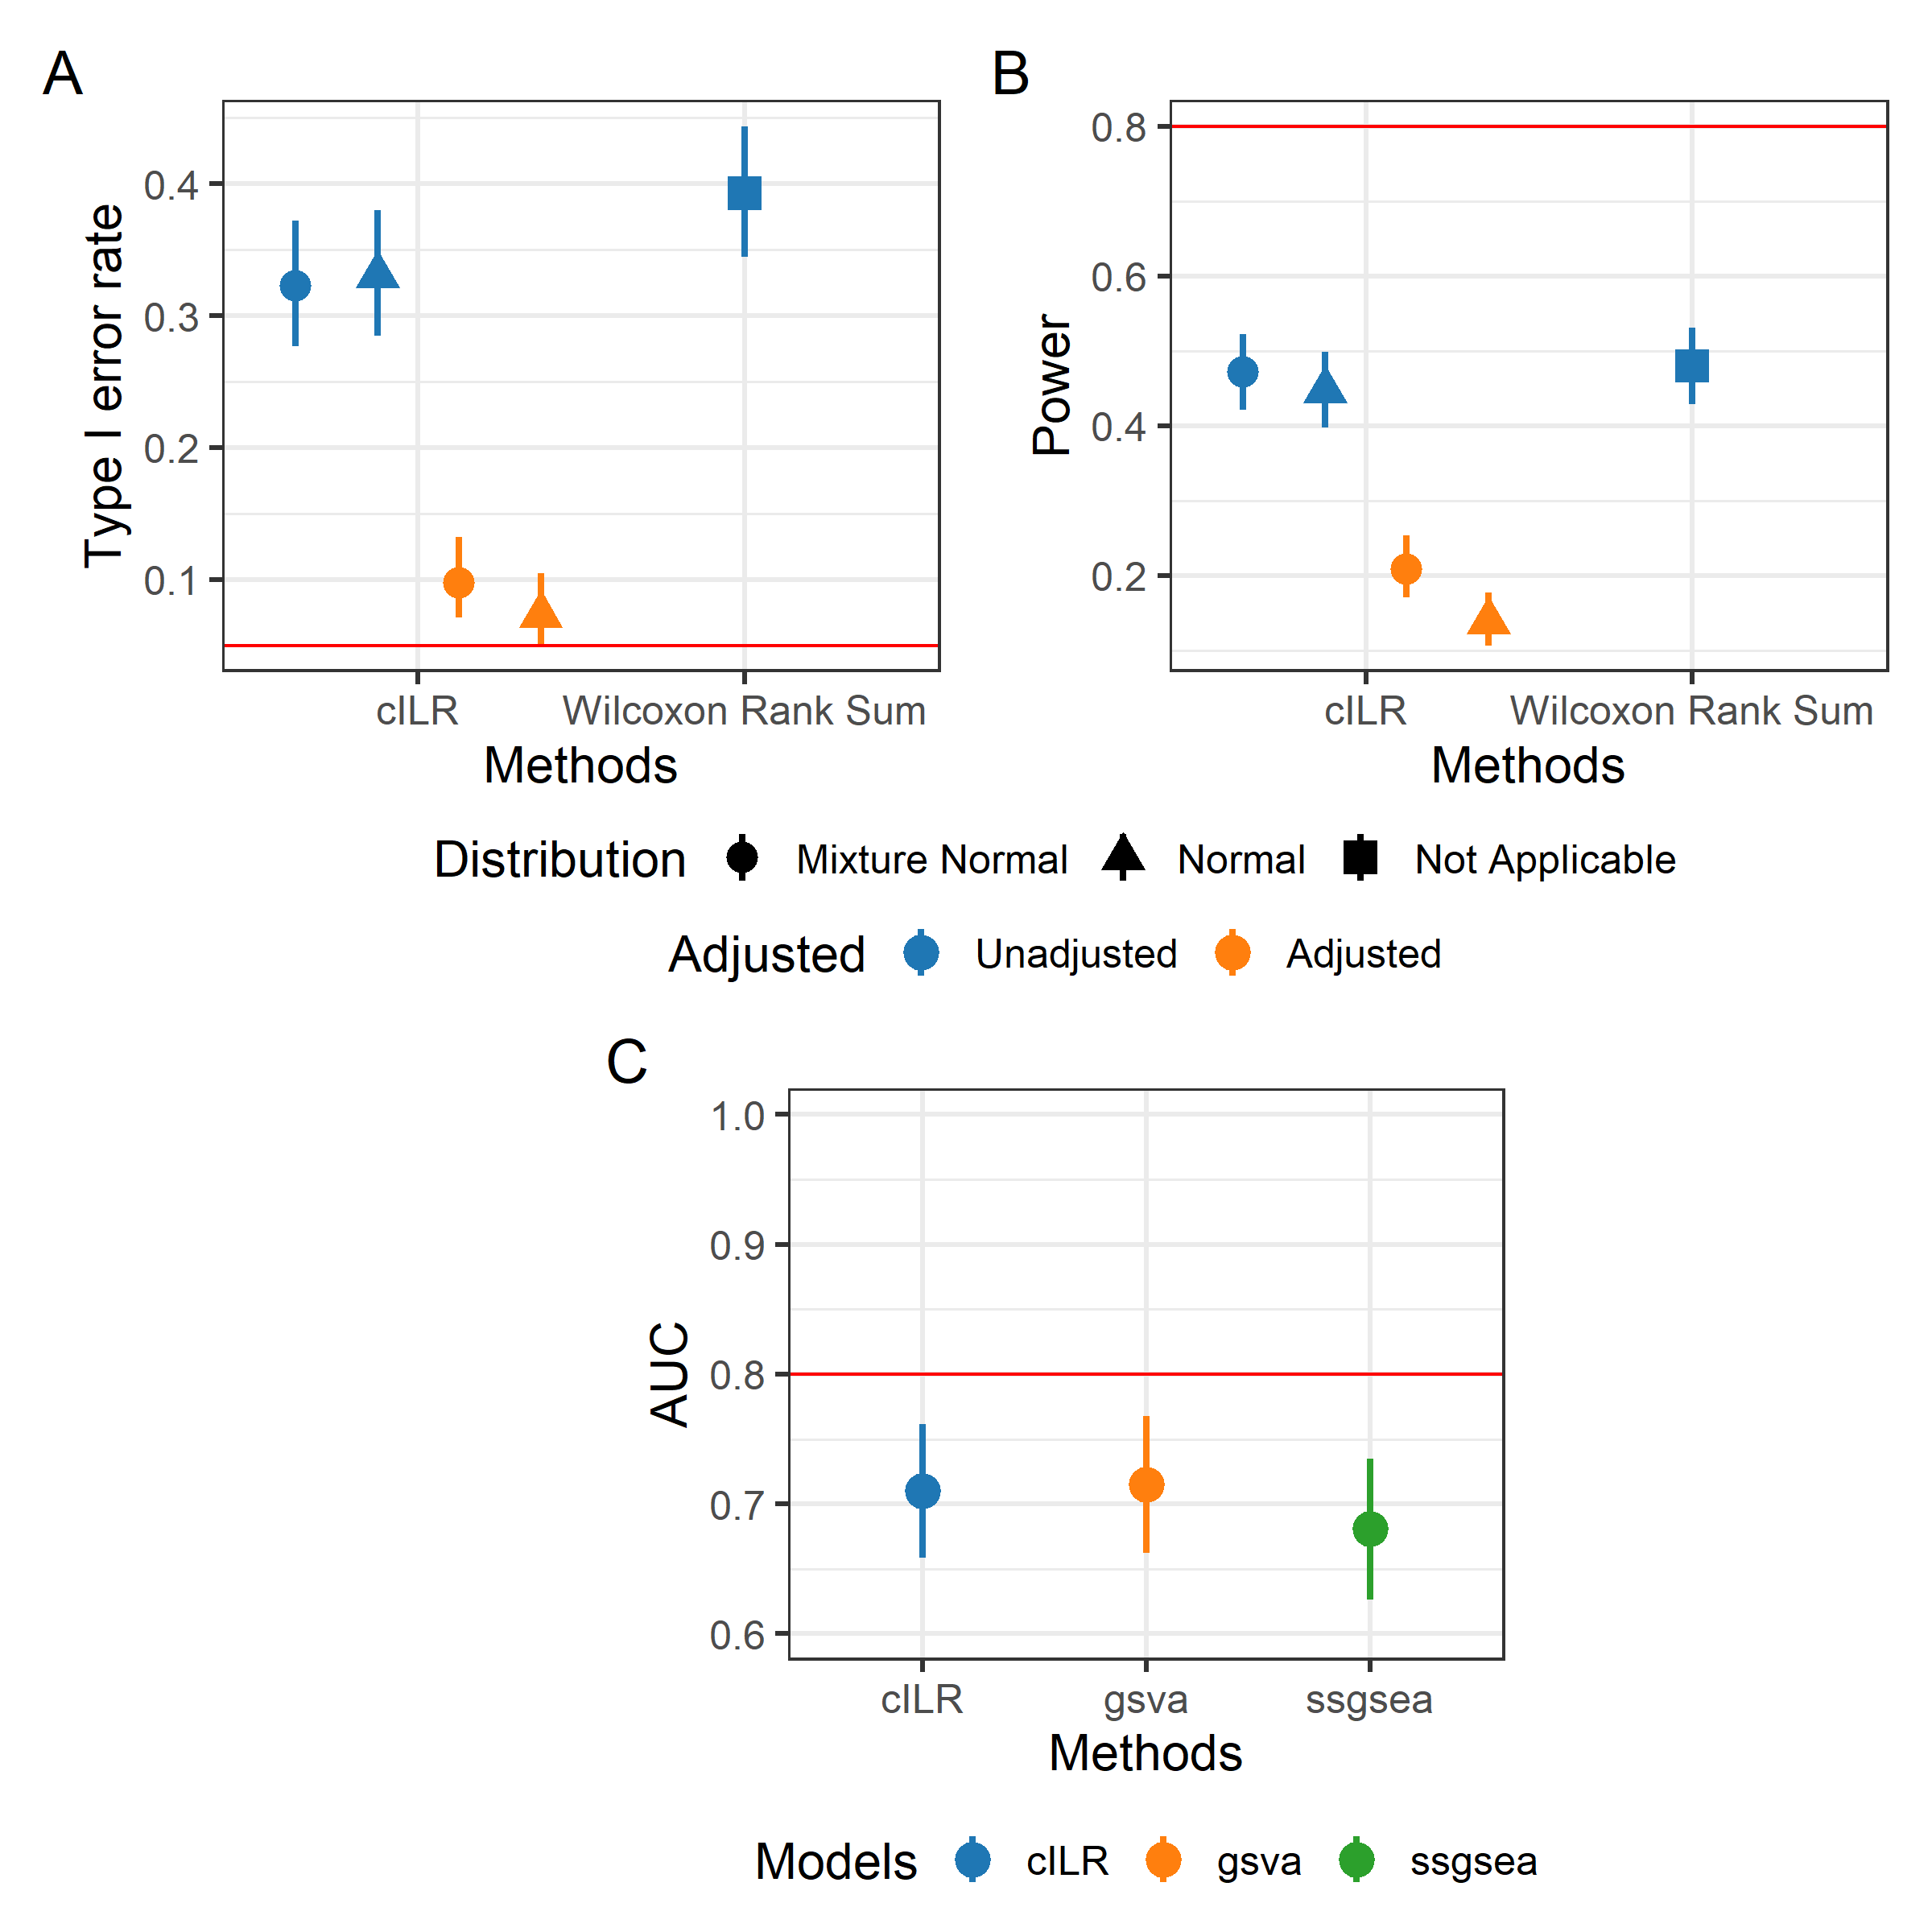 A
Type I error rate
0.4
0.3
0.2
0.1
cILR Wilcoxon Rank Sum
Methods
B
Power
0.8
0.6
0.4
0.2
cILR Wilcoxon Rank Sum
Methods
Distribution Mixture Normal Normal Not Applicable
Adjusted Unadjusted Adjusted
C
AUC
1.0
0.9
0.8
0.7
0.6
cILR gsva ssgsea
Methods
Models cILR gsva ssgsea